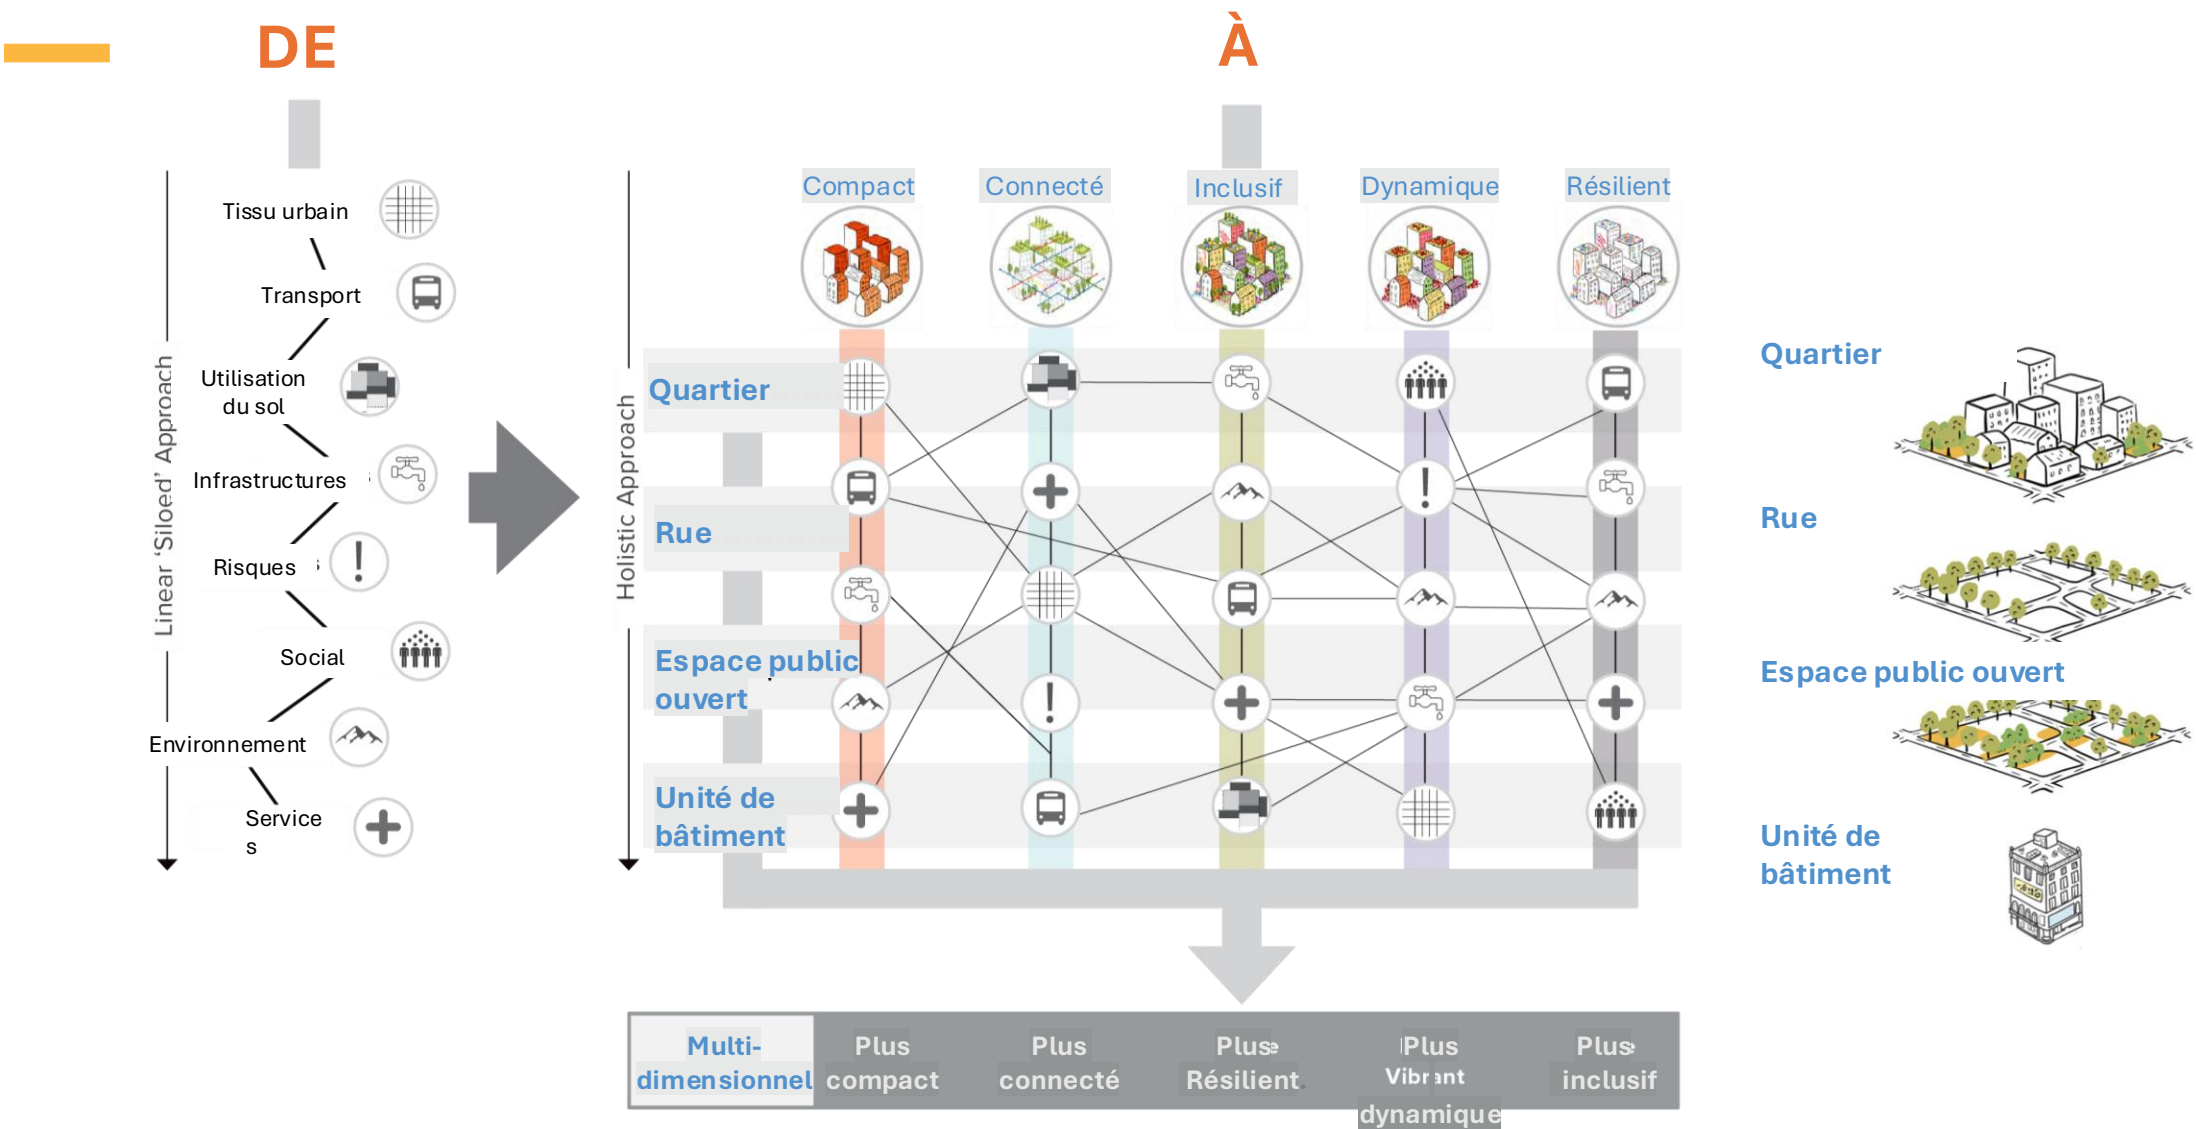 DE
À
Linear ‘Siloed’ Approach
Tissu urbain
Transport
Utilisation
du sol
Infrastructures
Risques
Social
Environnement
Service
s
Holistic Approach
Compact
Connecté
Inclusif
Dynamique
Résilient
Quartier
Rue
Espace public
ouvert
Unité de
bâtiment
Quartier
Rue
Espace public ouvert
Unité de
bâtiment
Multi-
dimensionnel
Plus
compact
Plus
connecté
Plus
Résilient.
Plus
Vibrant
dynamique
Plus
inclusif